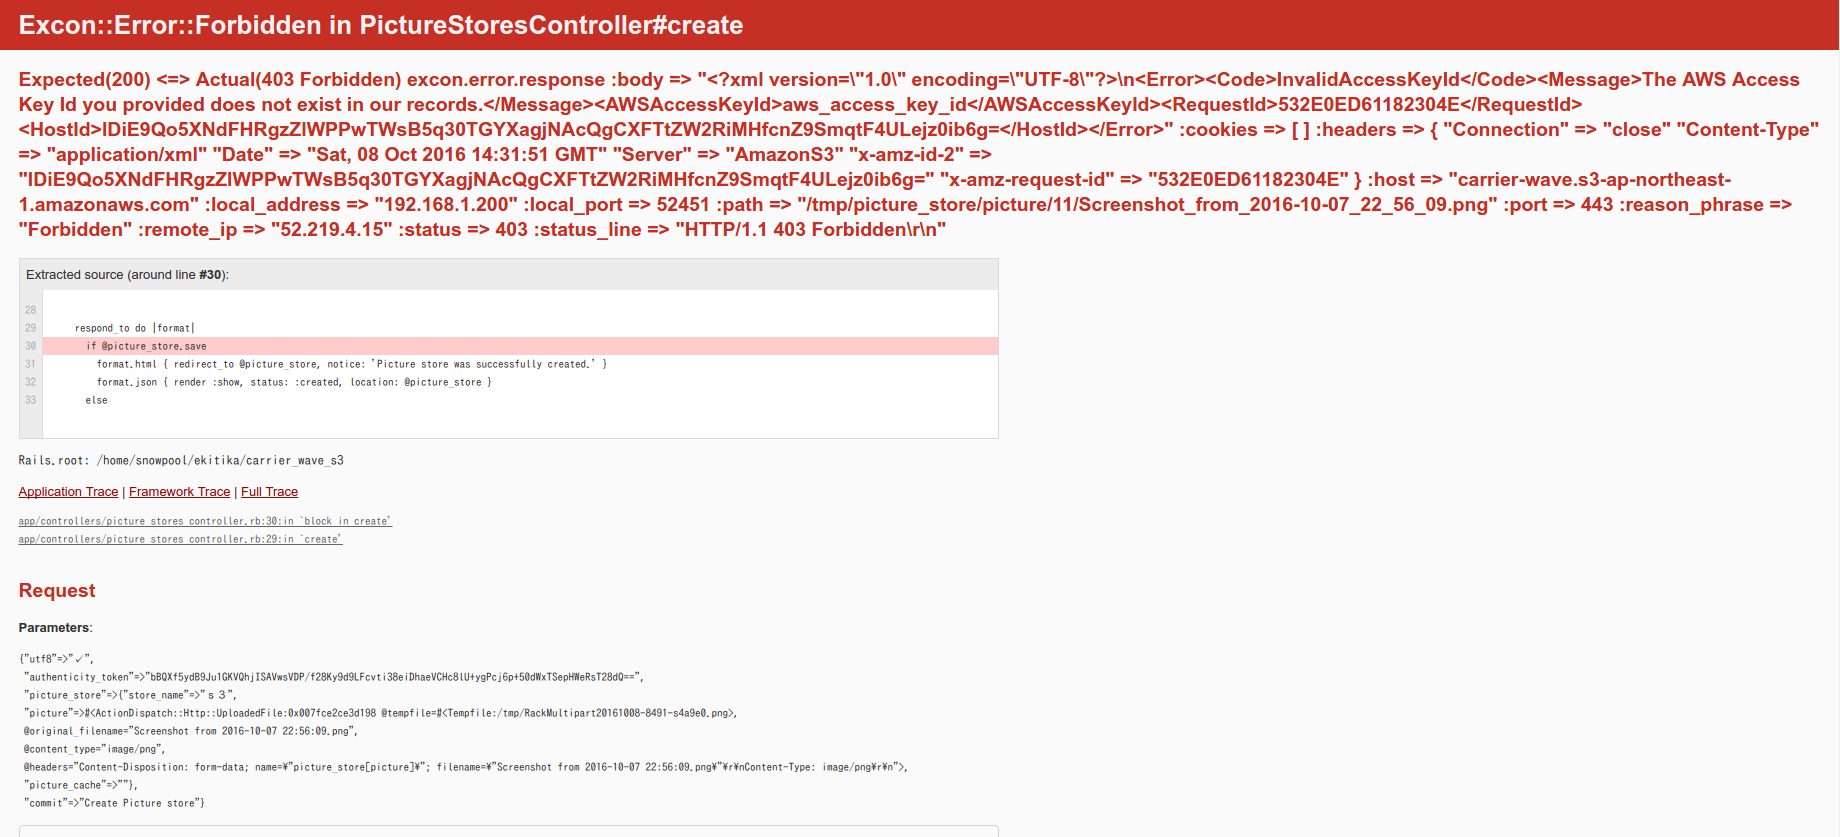 Excon::Error::Forbidden in PictureStoresController#create
Expected(200) <=> Actual(403 Forbidden) excon.error.response :body => "<?xml version=\"1.0\" encoding=\"UTF-8\"?>\n<Error><Code>InvalidAccessKeyId</Code><Message>The AWS Access
Key Id you provided does not exist in our records.</Message><AWSAccessKeyId>aws_access_key_id</AWSAccessKeyId><RequestId>532E0ED61182304E</RequestId>
<HostId>IDiE9Qo5XNdFHRgzZlWPPwTWsB5q30TGYXagjNAcQgCXFTtZW2RiMHfcnZ9SmqtF4ULejz0ib6g=</HostId></Error>" :cookies => [ ] :headers => { "Connection" => "close" "Content-Type"
=> "application/xml" "Date" => "Sat, 08 Oct 2016 14:31:51 GMT" "Server" => "AmazonS3" "x-amz-id-2" =>
"IDiE9Qo5XNdFHRgzZlWPPwTWsB5q30TGYXagjNAcQgCXFTtZW2RiMHfcnZ9SmqtF4ULejz0ib6g=" "x-amz-request-id" => "532E0ED61182304E" } :host => "carrier-wave.s3-ap-northeast-
1.amazonaws.com" :local_address => "192.168.1.200" :local_port => 52451 :path => "/tmp/picture_store/picture/11/Screenshot_from_2016-10-07_22_56_09.png" :port => 443 :reason_phrase =>
"Forbidden" :remote_ip => "52.219.4.15" :status => 403 :status_line => "HTTP/1.1 403 Forbidden\r\n"
Extracted source (around line #30):
28
29 respond_to do |format|
30 if @picture_store.save
31 format.html { redirect_to @picture_store, notice: 'Picture store was successfully created.' }
32 format.json { render :show, status: :created, location: @picture_store }
33 else
Rails.root: /home/snowpool/ekitika/carrier_wave_s3
Application Trace | Framework Trace | Full Trace
app/controllers/picture_stores_controller.rb:30:in `block in create'
app/controllers/picture_stores_controller.rb:29:in `create'
Request
Parameters:
{"utf8"=>"✓",
"authenticity_token"=>"bBQXf5ydB9Ju1GKVQhjISAVwsVDP/f28Ky9d9LFcvti38eiDhaeVCHc8lU+ygPcj6p+50dWxTSepHWeRsT28dQ==",
"picture_store"=>{"store_name"=>"ｓ３",
"picture"=>#<ActionDispatch::Http::UploadedFile:0x007fce2ce3d198 @tempfile=#<Tempfile:/tmp/RackMultipart20161008-8491-s4a9e0.png>,
@original_filename="Screenshot from 2016-10-07 22:56:09.png",
@content_type="image/png",
@headers="Content-Disposition: form-data; name=¥"picture_store[picture]¥"; filename=¥"Screenshot from 2016-10-07 22:56:09.png¥"¥r¥nContent-Type: image/png¥r¥n">,
"picture_cache"=>""},
"commit"=>"Create Picture store"}